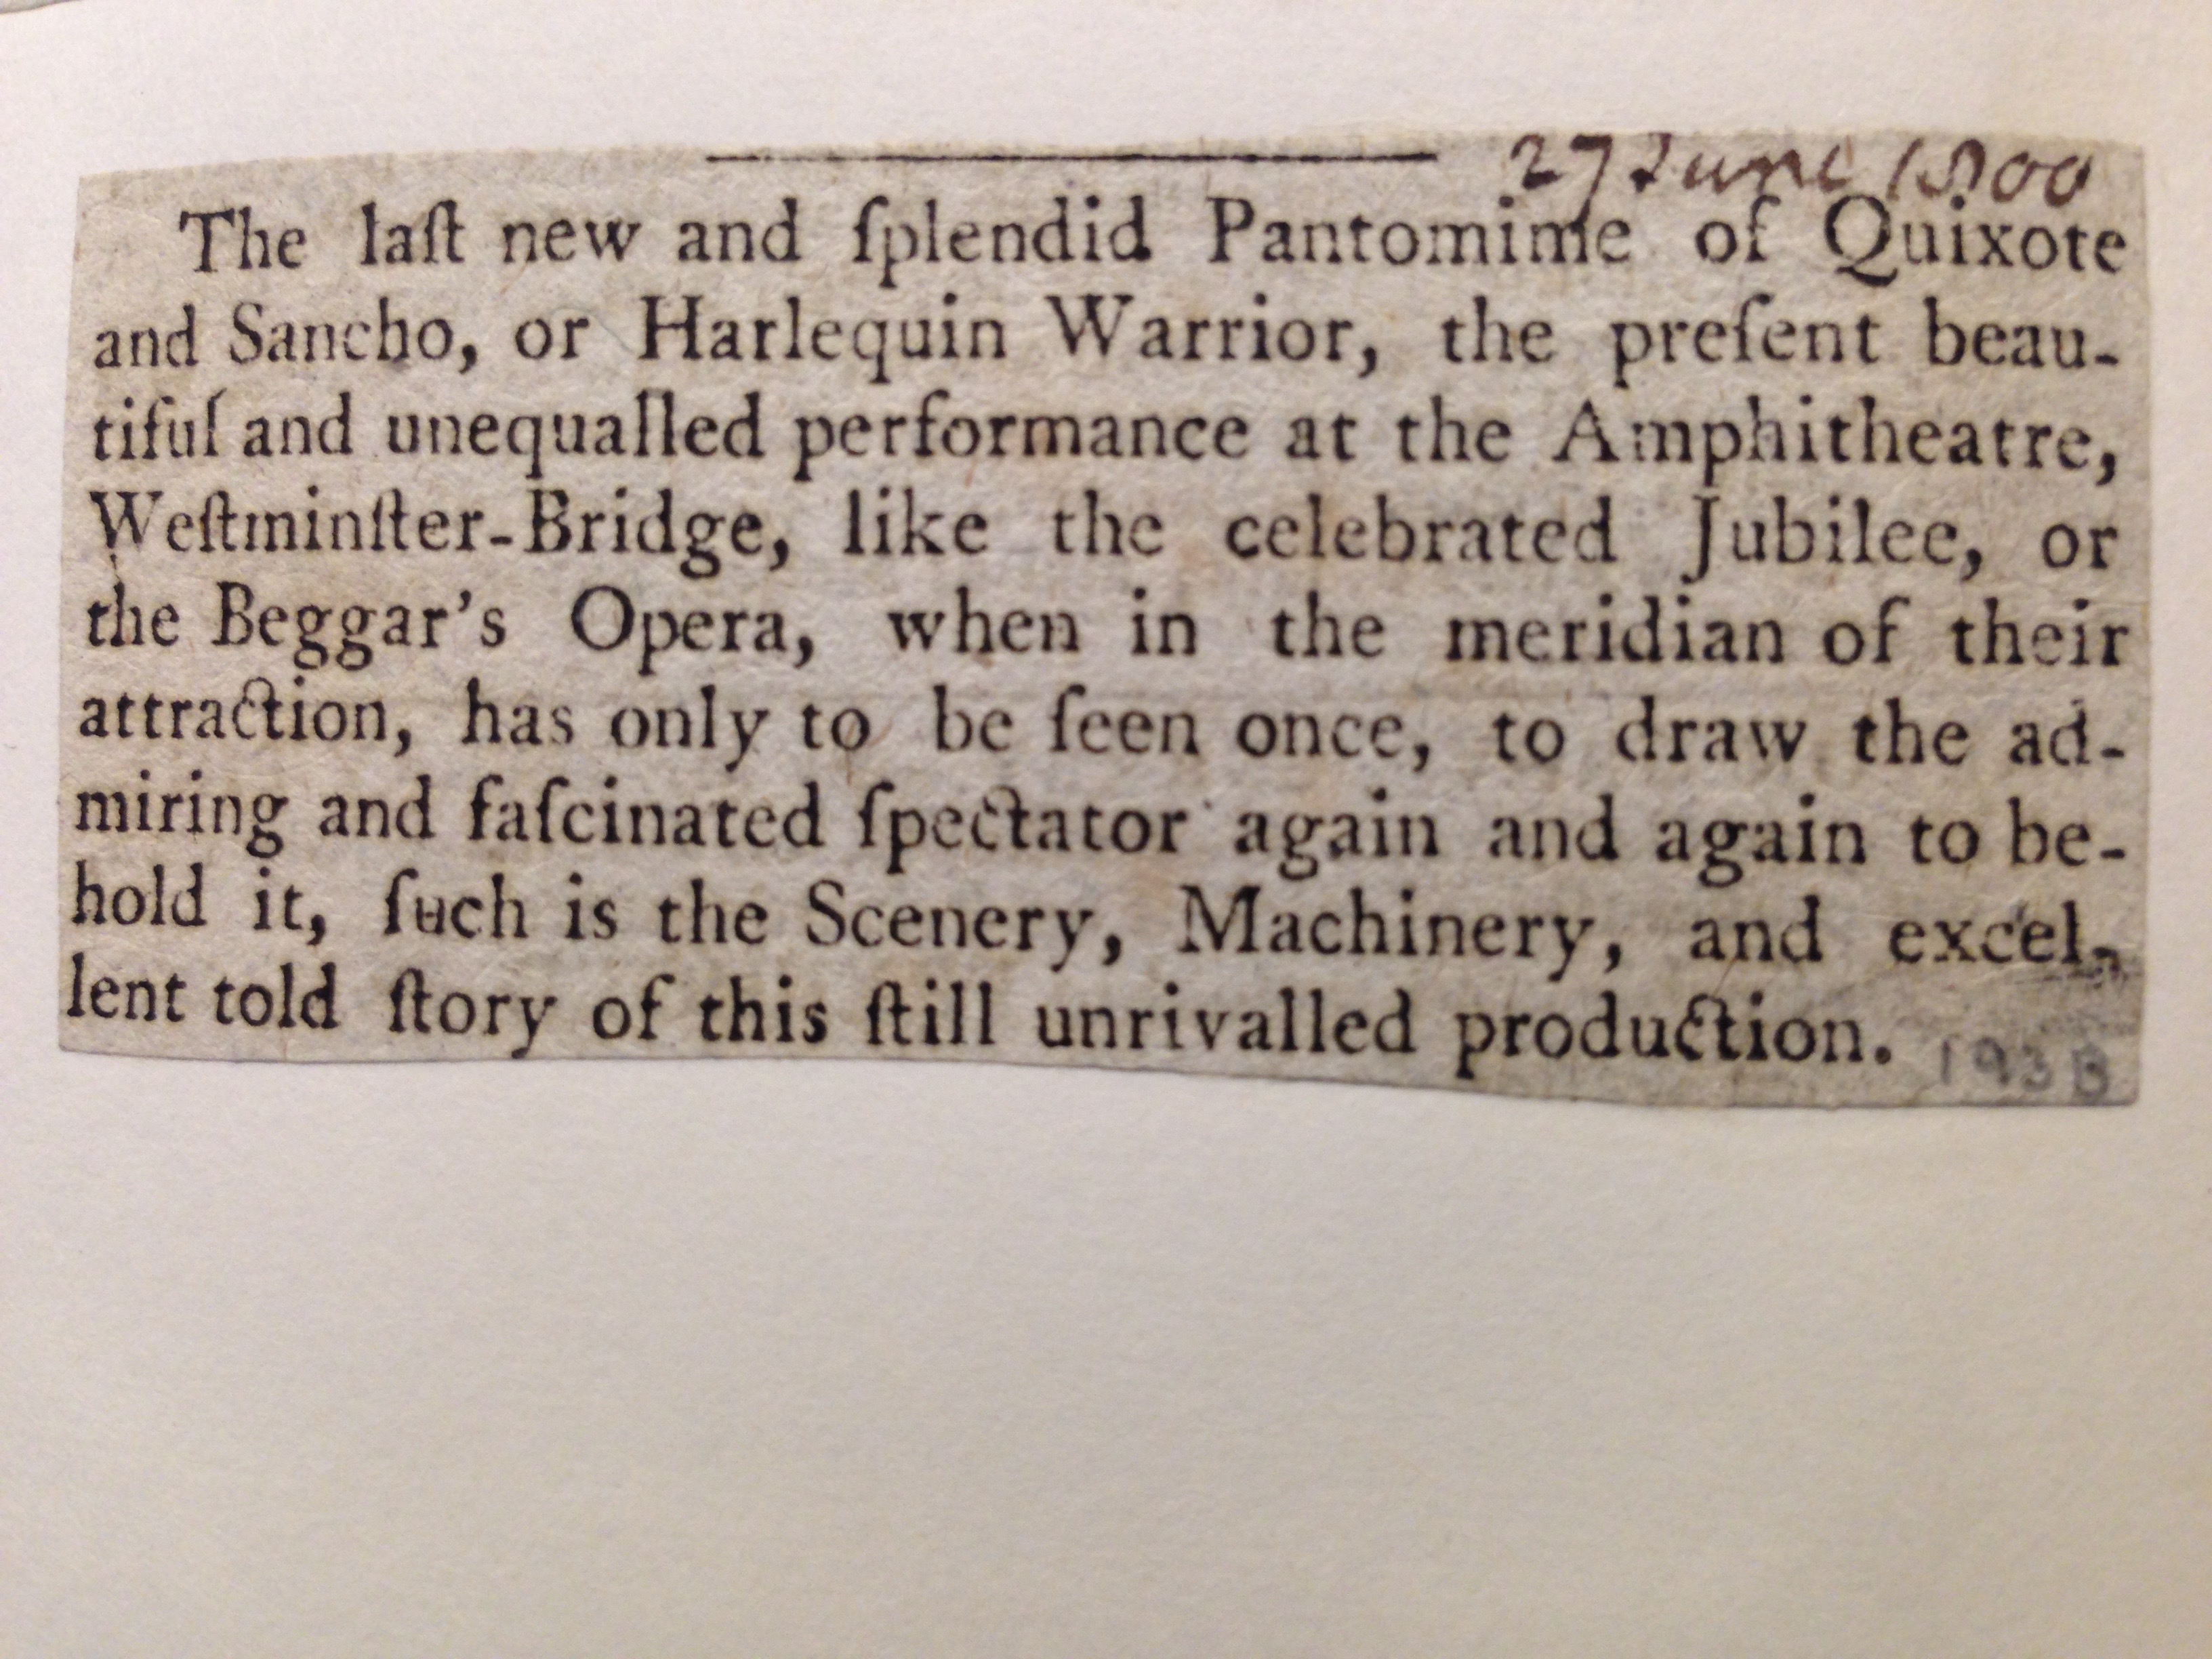 27 June 1800
The laſt new and ſplendid Pantomime of Quixote
and Sancho, or Harlequin Warrior, the preſent beau-
tiful and unequalled performance at the Amphitheatre,
Weſtminſter-Bridge, like the celebrated Jubilee, or
the Beggar's Opera, when in the meridian of their
attraction, has only to be ſeen once, to draw the ad-
miring and faſcinated ſpectator again and again to be-
hold it, ſuch is the Scenery, Machinery, and excel-
lent told ſtory of this ſtill unrivalled production.
193B